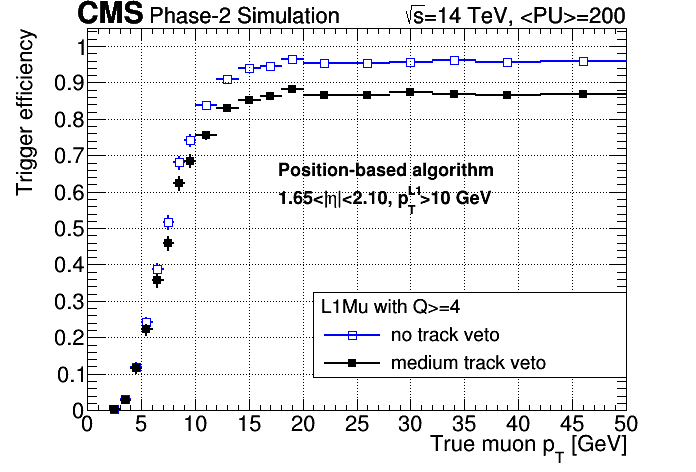 CMS Phase-2 Simulation √s=14 TeV, <PU>=200
Trigger efficiency
1
0.9
0.8
0.7
0.6
0.5
0.4
0.3
0.2
0.1
0
Position-based algorithm
1.65<|η|<2.10, p_T^L1>10 GeV
L1Mu with Q>=4
no track veto
medium track veto
0 5 10 15 20 25 30 35 40 45 50
True muon p_T [GeV]